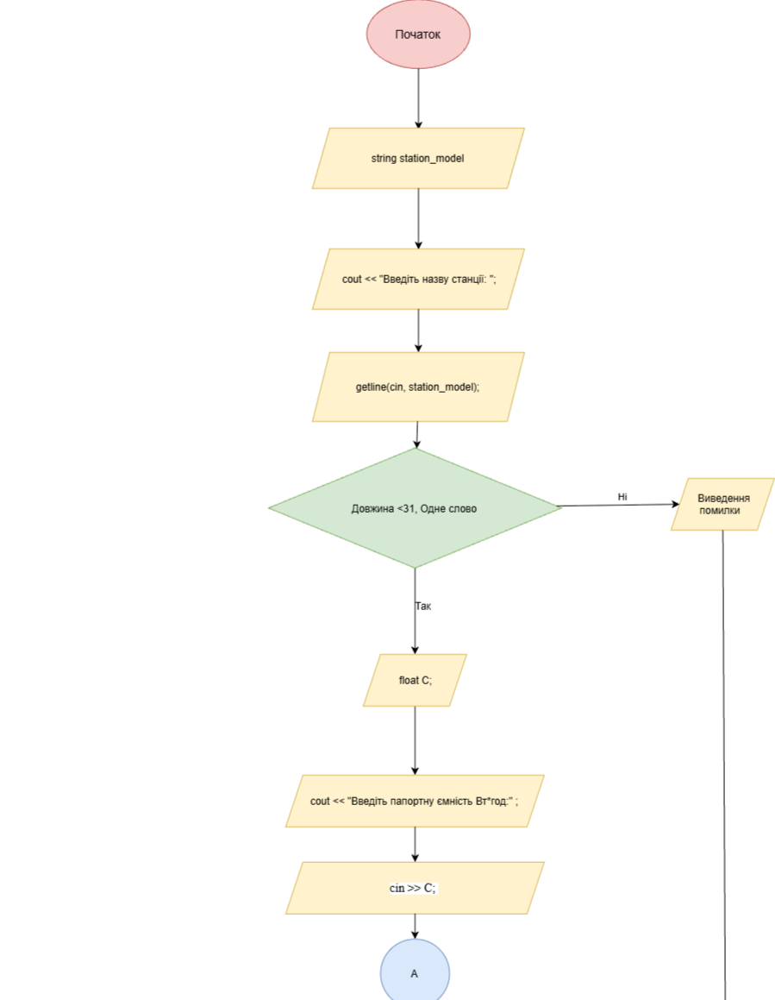 Початок
string station_model
cout << "Введіть назву станції: ";
getline(cin, station_model);
Довжина <31, Одне слово
Ні
Виведення
помилки
Так
float C;
cout << "Введіть папортну ємність Вт*год:" ;
cin >> C;
A